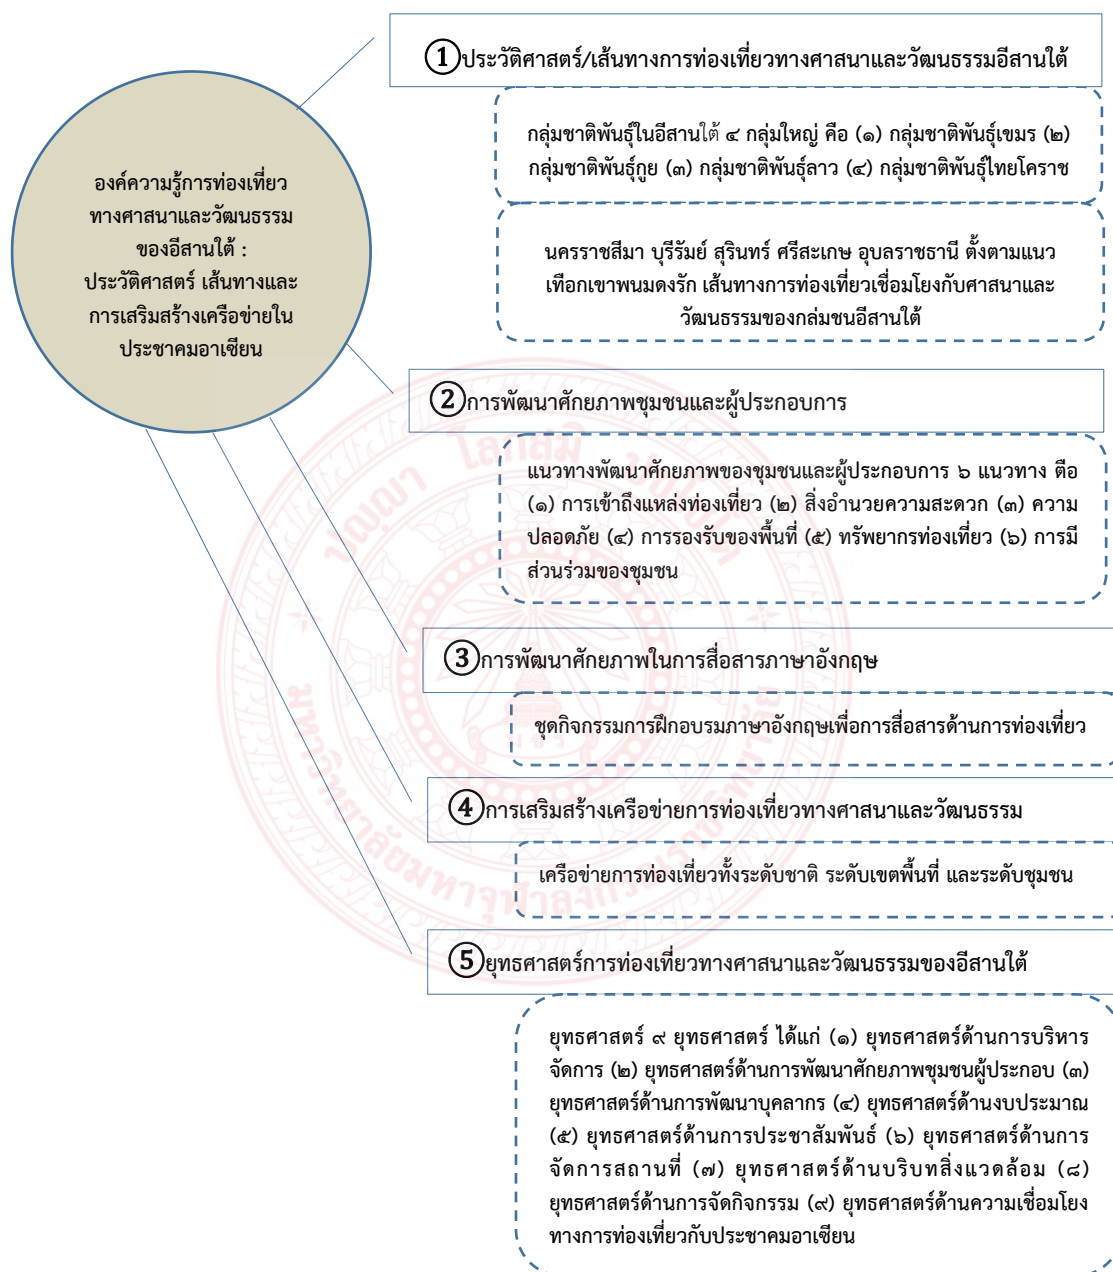 องค์ความรู้การท่องเที่ยว
ทางศาสนาและวัฒนธรรม
ของอีสานใต้ :
ประวัติศาสตร์ เส้นทางและ
การเสริมสร้างเครือข่ายใน
ประชาคมอาเซียน
① ประวัติศาสตร์/เส้นทางการท่องเที่ยวทางศาสนาและวัฒนธรรมอีสานใต้
กลุ่มชาติพันธุ์ในอีสานใต้ ๔ กลุ่มใหญ่ คือ (๑) กลุ่มชาติพันธุ์เขมร (๒)
กลุ่มชาติพันธุ์กูย (๓) กลุ่มชาติพันธุ์ลาว (๔) กลุ่มชาติพันธุ์ไทยโคราช
นครราชสีมา บุรีรัมย์ สุรินทร์ ศรีสะเกษ อุบลราชธานี ตั้งตามแนว
เทือกเขาพนมดงรัก เส้นทางการท่องเที่ยวเชื่อมโยงกับศาสนาและ
วัฒนธรรมของกล่มชนอีสานใต้
② การพัฒนาศักยภาพชุมชนและผู้ประกอบการ
แนวทางพัฒนาศักยภาพของชุมชนและผู้ประกอบการ ๖ แนวทาง ตือ
(๑) การเข้าถึงแหล่งท่องเที่ยว (๒) สิ่งอำนวยความสะดวก (๓) ความ
ปลอดภัย (๔) การรองรับของพื้นที่ (๕) ทรัพยากรท่องเที่ยว (๖) การมี
ส่วนร่วมของชุมชน
③ การพัฒนาศักยภาพในการสื่อสารภาษาอังกฤษ
ชุดกิจกรรมการฝึกอบรมภาษาอังกฤษเพื่อการสื่อสารด้านการท่องเที่ยว
④ การเสริมสร้างเครือข่ายการท่องเที่ยวทางศาสนาและวัฒนธรรม
เครือข่ายการท่องเที่ยวทั้งระดับชาติ ระดับเขตพื้นที่ และระดับชุมชน
⑤ ยุทธศาสตร์การท่องเที่ยวทางศาสนาและวัฒนธรรมของอีสานใต้
ยุทธศาสตร์ ๙ ยุทธศาสตร์ ได้แก่ (๑) ยุทธศาสตร์ด้านการบริหาร
จัดการ (๒) ยุทธศาสตร์ด้านการพัฒนาศักยภาพชุมชนผู้ประกอบ (๓)
ยุทธศาสตร์ด้านการพัฒนาบุคลากร (๔) ยุทธศาสตร์ด้านงบประมาณ
(๕) ยุทธศาสตร์ด้านการประชาสัมพันธ์ (๖) ยุทธศาสตร์ด้านการ
จัดการสถานที่ (๗) ยุทธศาสตร์ด้านบริบทสิ่งแวดล้อม (๘)
ยุทธศาสตร์ด้านการจัดกิจกรรม (๙) ยุทธศาสตร์ด้านความเชื่อมโยง
ทางการท่องเที่ยวกับประชาคมอาเซียน
ปญฺญา โลกสฺมิ ปชฺโชโต
มหาวิทยาลัยมหาจุฬาลงกรณราชวิทยาลัย